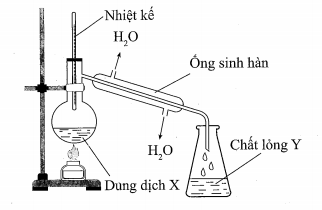 Nhiệt kế
H₂O
Ống sinh hàn
H₂O
Chất lỏng Y
Dung dịch X